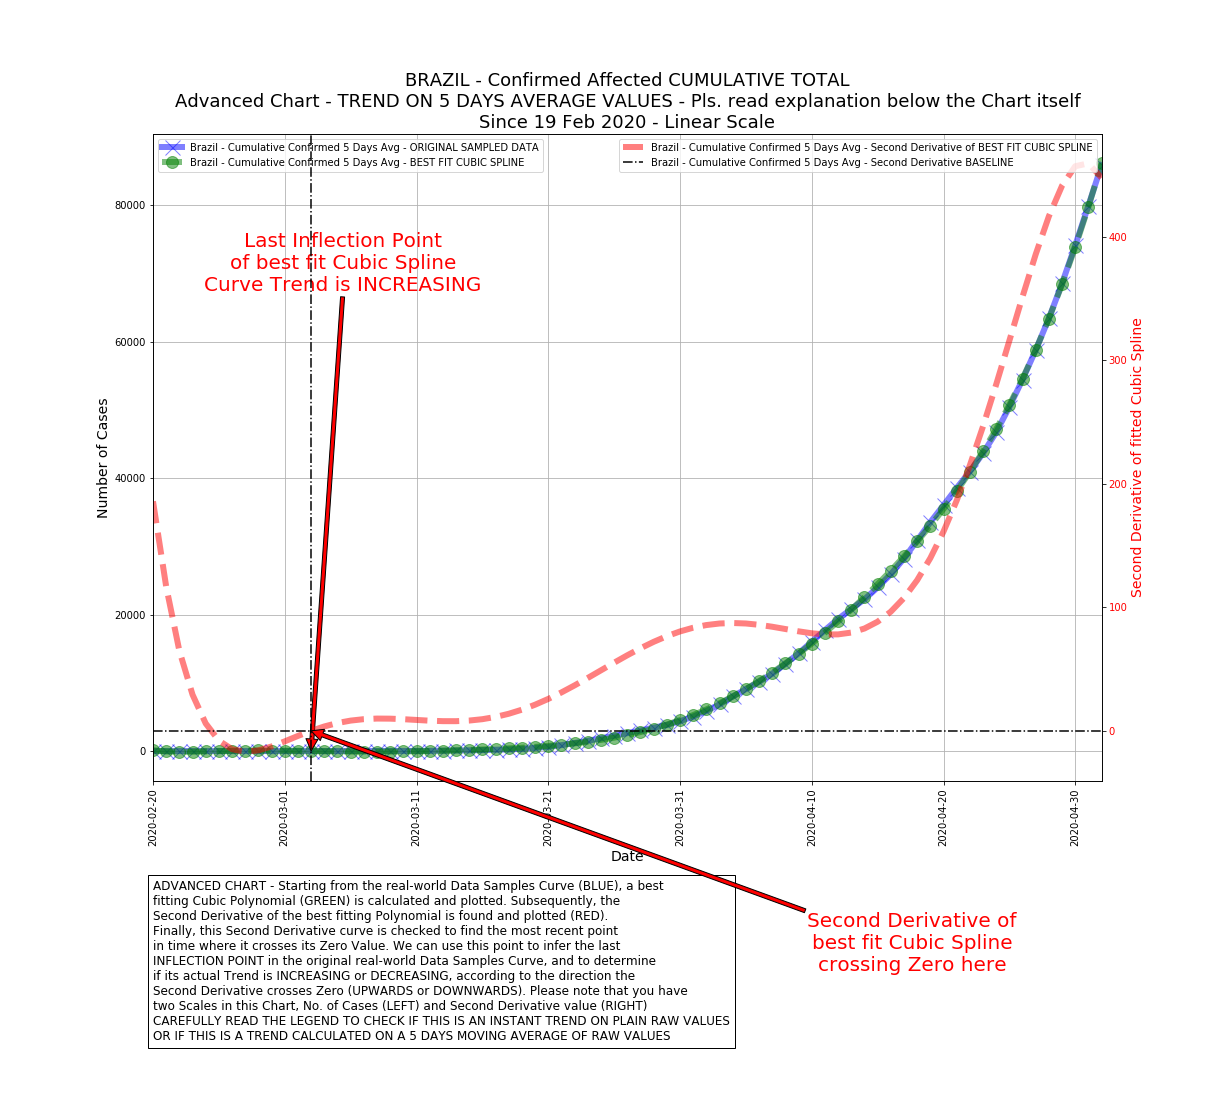 BRAZIL - Confirmed Affected CUMULATIVE TOTAL
Advanced Chart - TREND ON 5 DAYS AVERAGE VALUES - Pls. read explanation below the Chart itself
Since 19 Feb 2020 - Linear Scale
Brazil - Cumulative Confirmed 5 Days Avg - ORIGINAL SAMPLED DATA
Brazil - Cumulative Confirmed 5 Days Avg - BEST FIT CUBIC SPLINE
Brazil - Cumulative Confirmed 5 Days Avg - Second Derivative of BEST FIT CUBIC SPLINE
Brazil - Cumulative Confirmed 5 Days Avg - Second Derivative BASELINE
Last Inflection Point
of best fit Cubic Spline
Curve Trend is INCREASING
Number of Cases
80000
60000
40000
20000
0
400
300
200
100
0
Second Derivative of fitted Cubic Spline
2020-02-20
2020-03-01
2020-03-11
2020-03-21
2020-03-31
2020-04-10
2020-04-20
2020-04-30
Date
ADVANCED CHART - Starting from the real-world Data Samples Curve (BLUE), a best
fitting Cubic Polynomial (GREEN) is calculated and plotted. Subsequently, the
Second Derivative of the best fitting Polynomial is found and plotted (RED).
Finally, this Second Derivative curve is checked to find the most recent point
in time where it crosses its Zero Value. We can use this point to infer the last
INFLECTION POINT in the original real-world Data Samples Curve, and to determine
if its actual Trend is INCREASING or DECREASING, according to the direction the
Second Derivative crosses Zero (UPWARDS or DOWNWARDS). Please note that you have
two Scales in this Chart, No. of Cases (LEFT) and Second Derivative value (RIGHT)
CAREFULLY READ THE LEGEND TO CHECK IF THIS IS AN INSTANT TREND ON PLAIN RAW VALUES
OR IF THIS IS A TREND CALCULATED ON A 5 DAYS MOVING AVERAGE OF RAW VALUES
Second Derivative of
best fit Cubic Spline
crossing Zero here